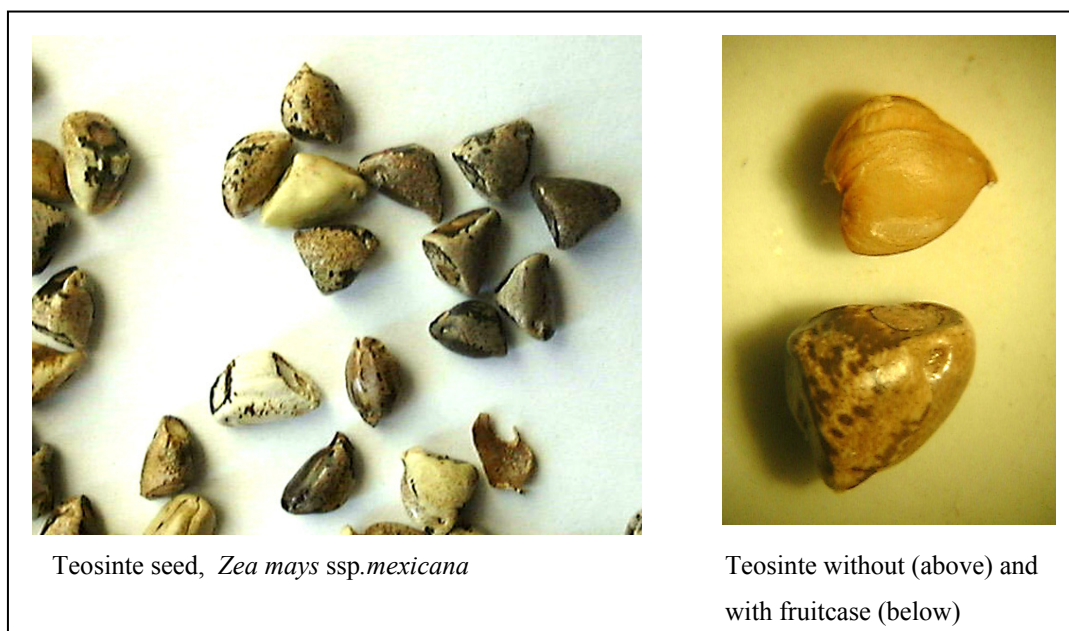 Teosinte seed, Zea mays ssp.mexicana
Teosinte without (above) and
with fruitcase (below)